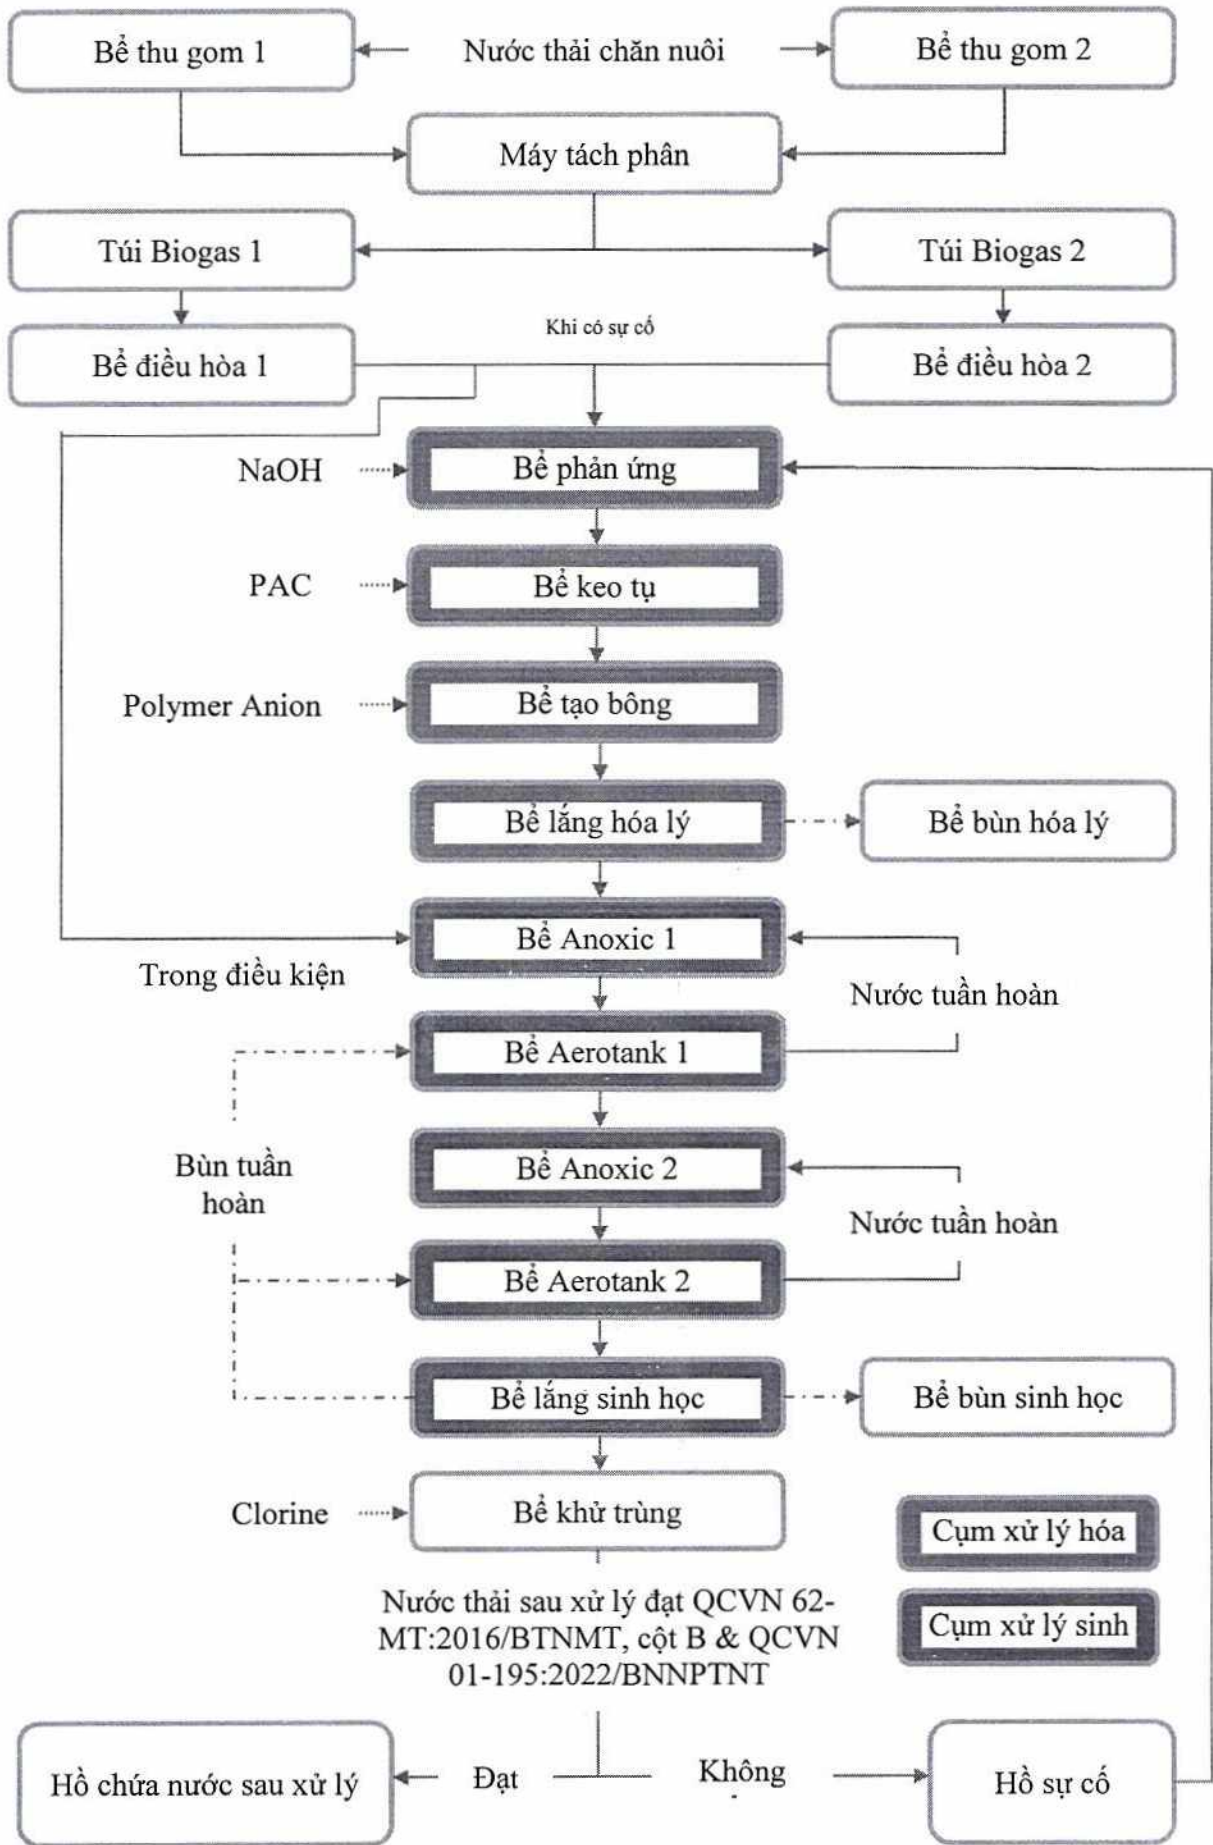 Bể thu gom 1
Nước thải chăn nuôi
Bể thu gom 2
Máy tách phân
Túi Biogas 1
Túi Biogas 2
Khi có sự cố
Bể điều hòa 1
Bể điều hòa 2
NaOH
Bể phản ứng
PAC
Bể keo tụ
Polymer Anion
Bể tạo bông
Bể lắng hóa lý
Bể bùn hóa lý
Bể Anoxic 1
Trong điều kiện
Nước tuần hoàn
Bể Aerotank 1
Bể Anoxic 2
Bùn tuần
hoàn
Nước tuần hoàn
Bể Aerotank 2
Bể lắng sinh học
Bể bùn sinh học
Clorine
Bể khử trùng
Cụm xử lý hóa
Nước thải sau xử lý đạt QCVN 62-
MT:2016/BTNMT, cột B & QCVN
01-195:2022/BNNPTNT
Cụm xử lý sinh
Hồ chứa nước sau xử lý
Đạt
Không
Hồ sự cố